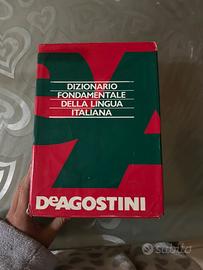 DIZIONARIO
FONDAMENTALE
DELLA LINGUA
ITALIANA
DeAGOSTINI
subito